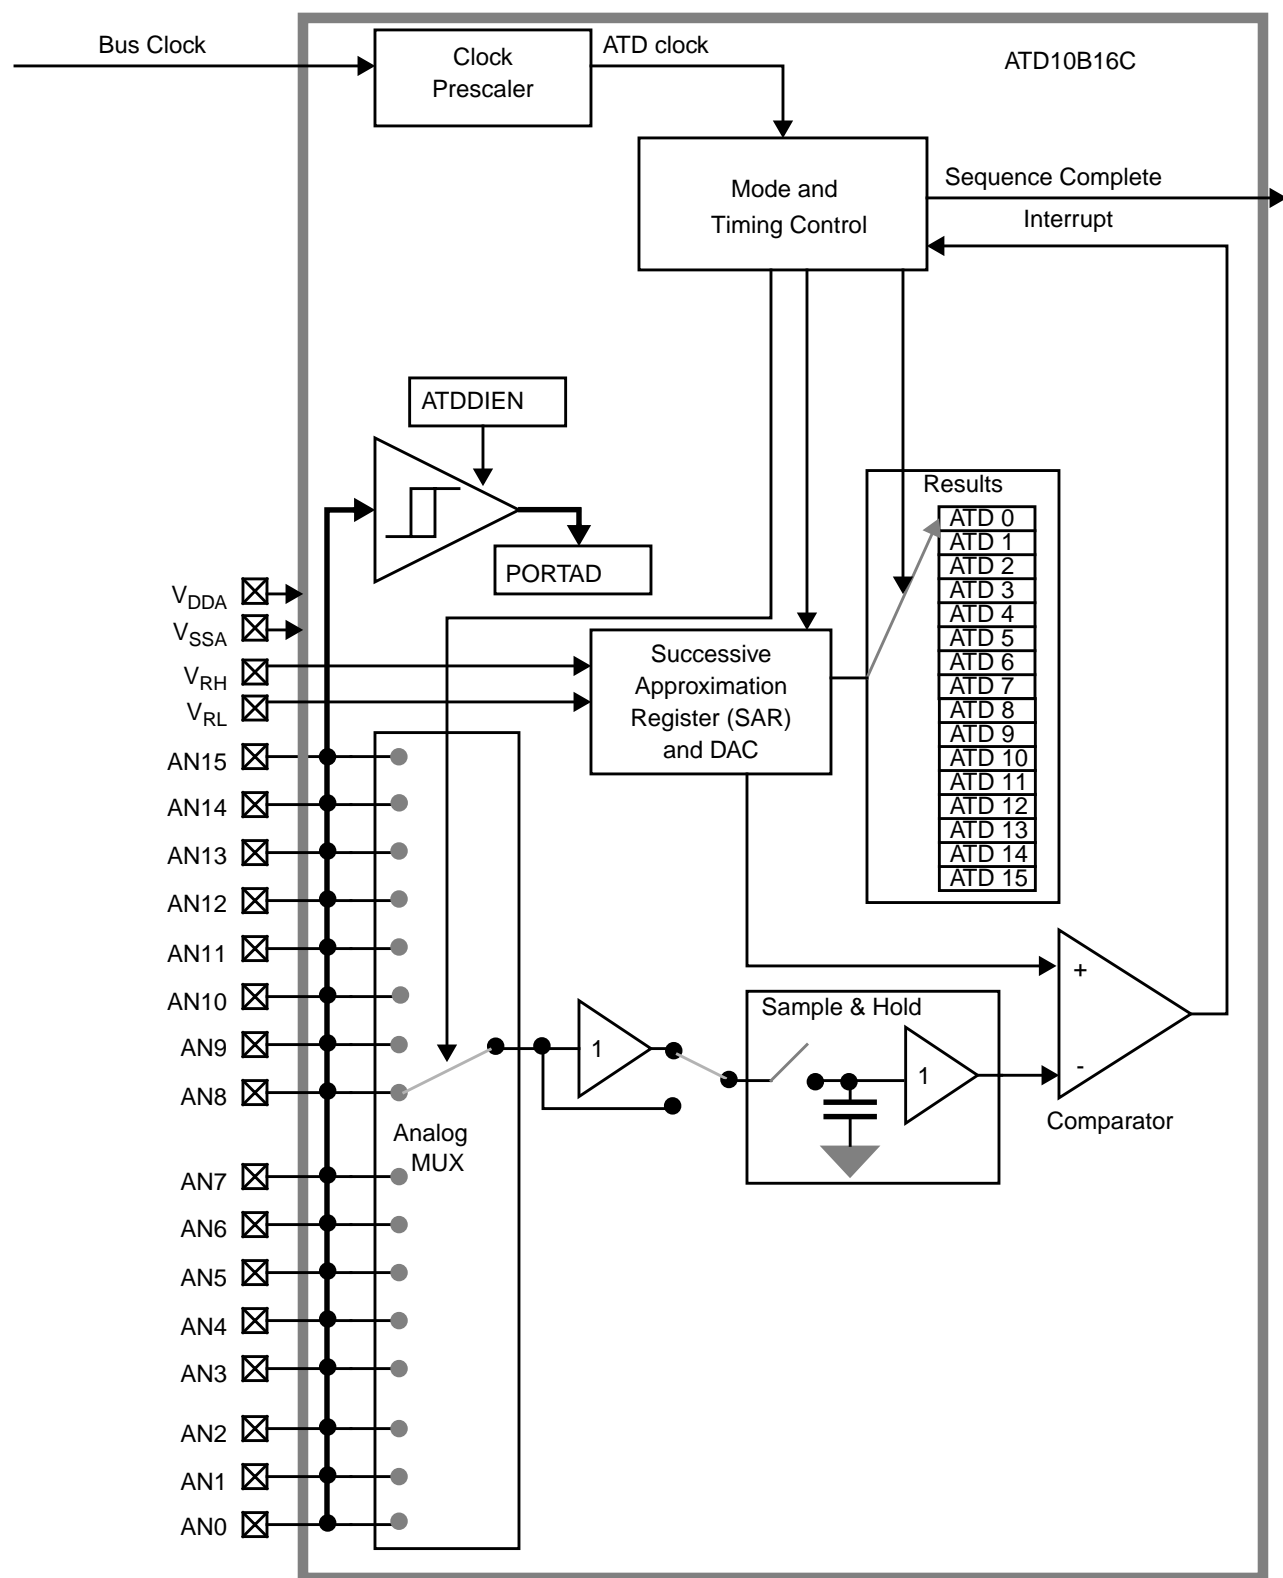 Bus Clock
Clock
Prescaler
ATD clock
ATD10B16C
Mode and
Timing Control
Sequence Complete
Interrupt
ATDDIEN
PORTAD
Results
ATD 0
ATD 1
ATD 2
ATD 3
ATD 4
ATD 5
ATD 6
ATD 7
ATD 8
ATD 9
ATD 10
ATD 11
ATD 12
ATD 13
ATD 14
ATD 15
VDDA
VSSA
VRH
VRL
Successive
Approximation
Register (SAR)
and DAC
AN15
AN14
AN13
AN12
AN11
AN10
AN9
AN8
AN7
AN6
AN5
AN4
AN3
AN2
AN1
AN0
Analog
MUX
1
Sample & Hold
1
+
-
Comparator